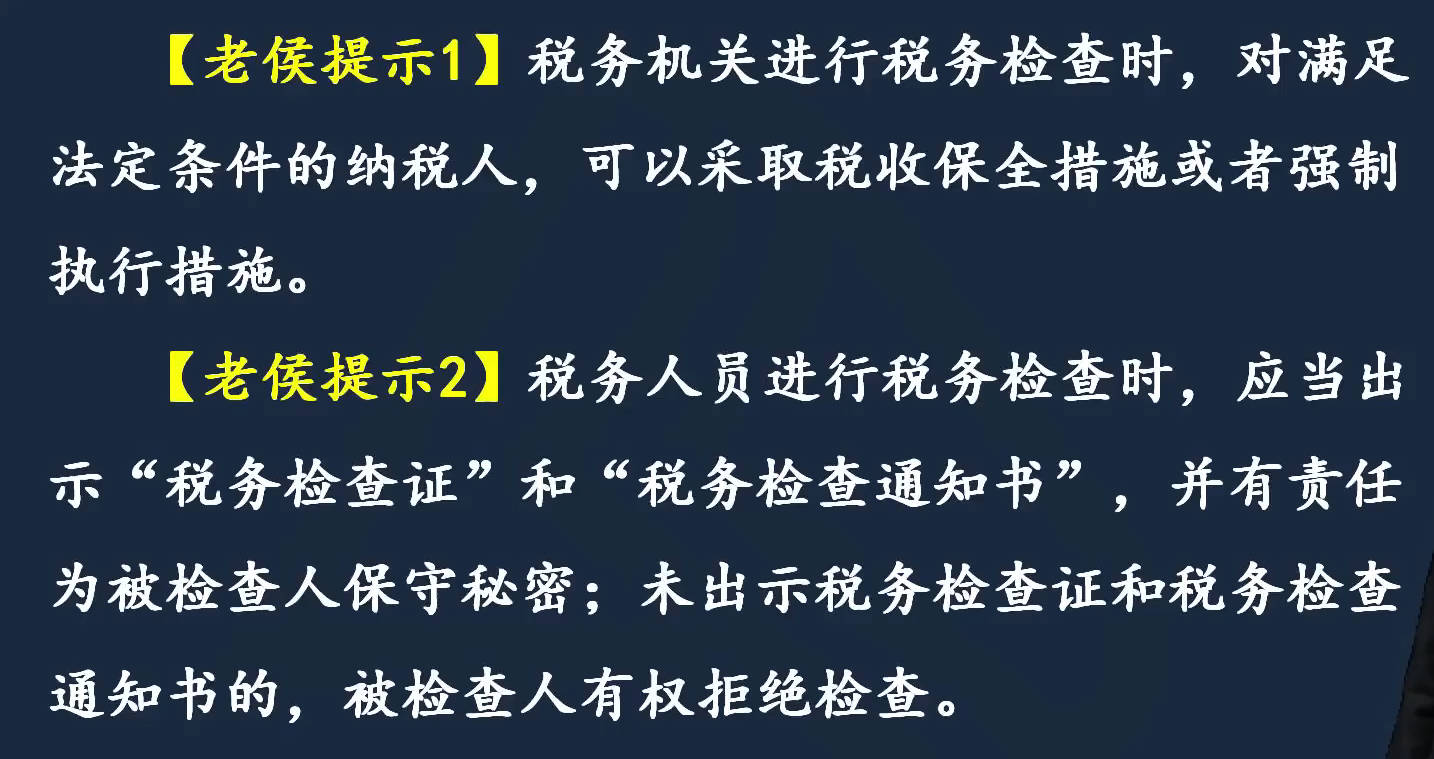 【老侯提示1】税务机关进行税务检查时，对满足
法定条件的纳税人，可以采取税收保全措施或者强制
执行措施。
【老侯提示2】税务人员进行税务检查时，应当出
示“税务检查证”和“税务检查通知书”，并有责任
为被检查人保守秘密；未出示税务检查证和税务检查
通知书的，被检查人有权拒绝检查。